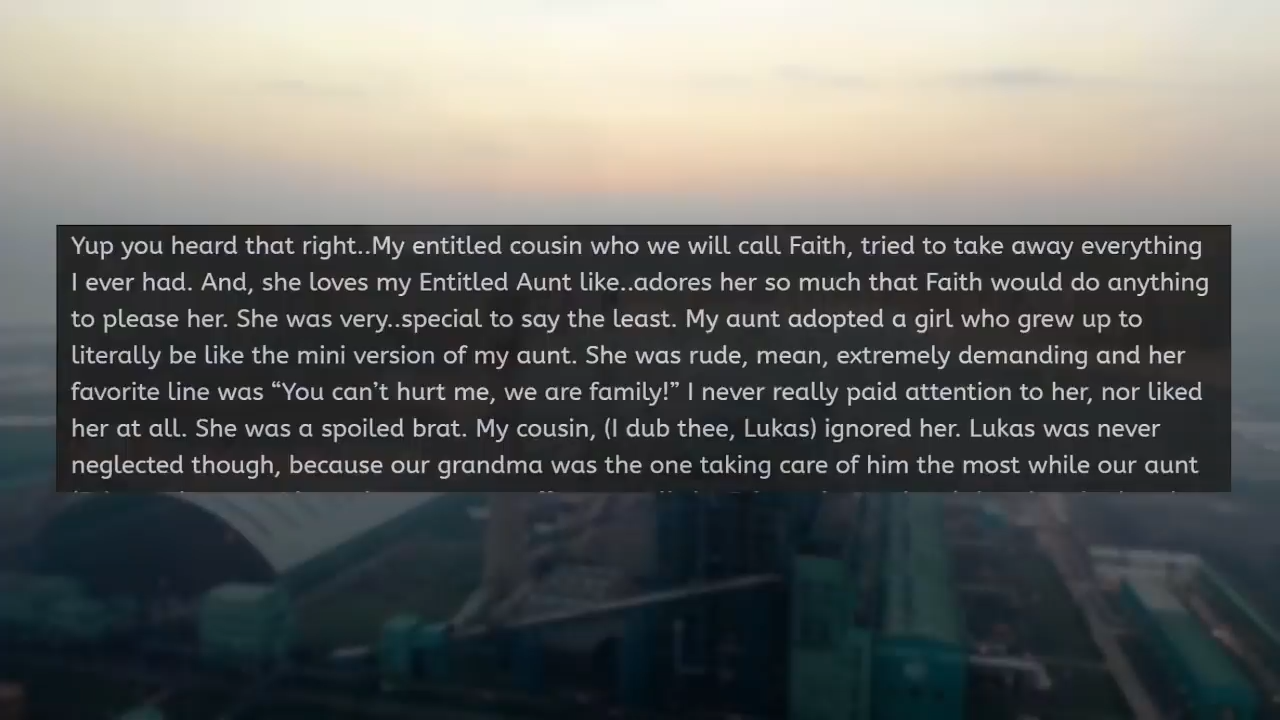 Yup you heard that right..My entitled cousin who we will call Faith, tried to take away everything
I ever had. And, she loves my Entitled Aunt like..adores her so much that Faith would do anything
to please her. She was very..special to say the least. My aunt adopted a girl who grew up to
literally be like the mini version of my aunt. She was rude, mean, extremely demanding and her
favorite line was “You can’t hurt me, we are family!” I never really paid attention to her, nor liked
her at all. She was a spoiled brat. My cousin, (I dub thee, Lukas) ignored her. Lukas was never
neglected though, because our grandma was the one taking care of him the most while our aunt